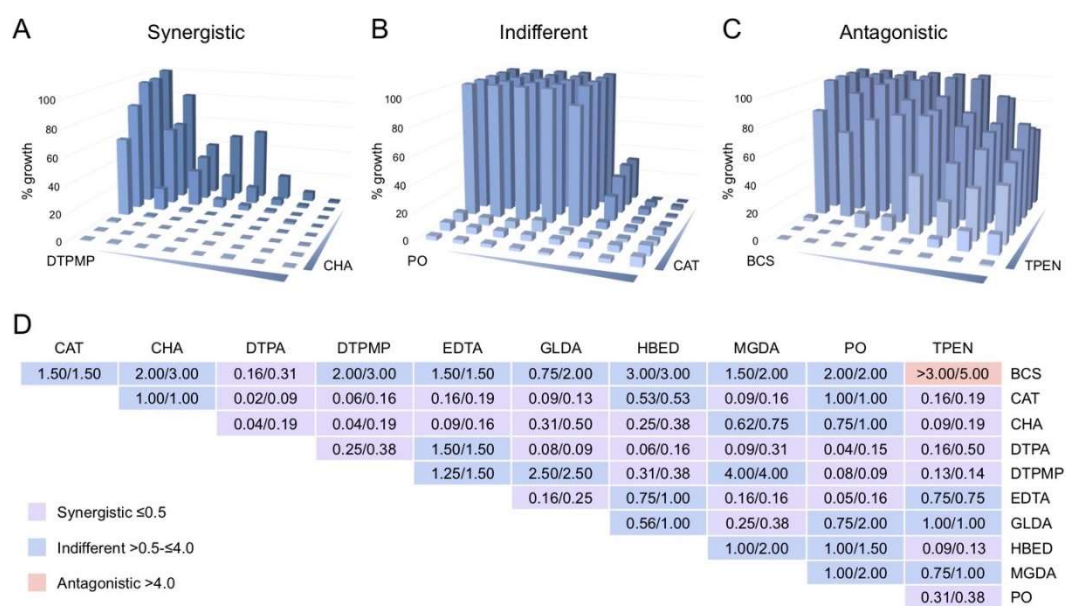 A Synergistic
100
80
60
40
20
0
% growth
DTPMP
CHA
B Indifferent
100
80
60
40
20
0
% growth
PO
CAT
C Antagonistic
100
80
60
40
20
0
% growth
BCS
TPEN
D
CAT CHA DTPA DTPMP EDTA GLDA HBED MGDA PO TPEN
1.50/1.50 2.00/3.00 0.16/0.31 2.00/3.00 1.50/1.50 0.75/2.00 3.00/3.00 1.50/2.00 2.00/2.00 >3.00/5.00 BCS
1.00/1.00 0.02/0.09 0.06/0.16 0.16/0.19 0.09/0.13 0.53/0.53 0.09/0.16 1.00/1.00 0.16/0.19 CAT
0.04/0.19 0.04/0.19 0.09/0.16 0.31/0.50 0.25/0.38 0.62/0.75 0.75/1.00 0.09/0.19 CHA
0.25/0.38 1.50/1.50 0.08/0.09 0.06/0.16 0.09/0.31 0.04/0.15 0.16/0.50 DTPA
1.25/1.50 2.50/2.50 0.31/0.38 4.00/4.00 0.08/0.09 0.13/0.14 DTPMP
0.16/0.25 0.75/1.00 0.16/0.16 0.05/0.16 0.75/0.75 EDTA
0.56/1.00 0.25/0.38 0.75/2.00 1.00/1.00 GLDA
1.00/2.00 1.00/1.50 0.09/0.13 HBED
1.00/2.00 0.75/1.00 MGDA
0.31/0.38 PO
Synergistic ≤0.5
Indifferent >0.5-≤4.0
Antagonistic >4.0